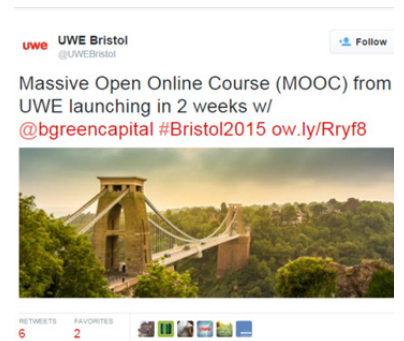 uwe
UWE Bristol
@UWEBristol
Follow
Massive Open Online Course (MOOC) from
UWE launching in 2 weeks w/
@bgreencapital #Bristol2015 ow.ly/Rryf8
RETWEETS
FAVORITES
6
2